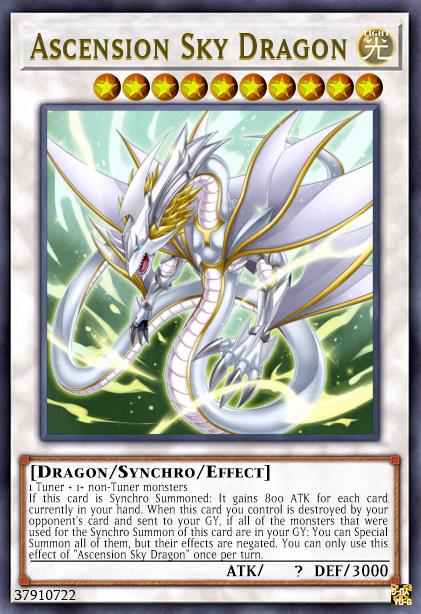 ASCENSION SKY DRAGON
LIGHT
光
[DRAGON/SYNCHRO/EFFECT]
1 Tuner + 1+ non-Tuner monsters
If this card is Synchro Summoned: It gains 800 ATK for each card
currently in your hand. When this card you control is destroyed by your
opponent's card and sent to your GY, if all of the monsters that were
used for the Synchro Summon of this card are in your GY: You can Special
Summon all of them, but their effects are negated. You can only use this
effect of "Ascension Sky Dragon" once per turn.
ATK/ ? DEF/3000
37910722